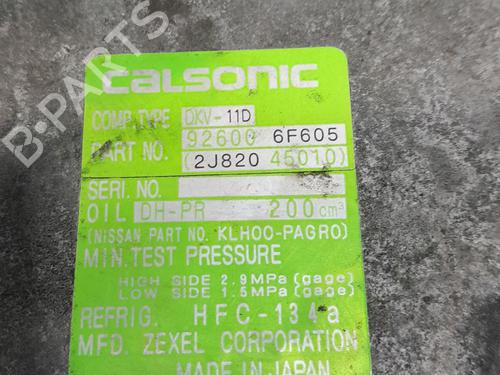 B-Parts
calsonic
COMP.TYPE DKV-11D
PART NO. 92600 6F605
(2J820 45010)
SERI.NO.
OIL DH-PR 200cm³
(NISSAN PART NO. KLH00-PAGR0)
MIN.TEST PRESSURE
HIGH SIDE 2.9MPa (gage)
LOW SIDE 1.5MPa (gage)
REFRIG. HFC-134a
MFD. ZEXEL CORPORATION
MADE IN JAPAN